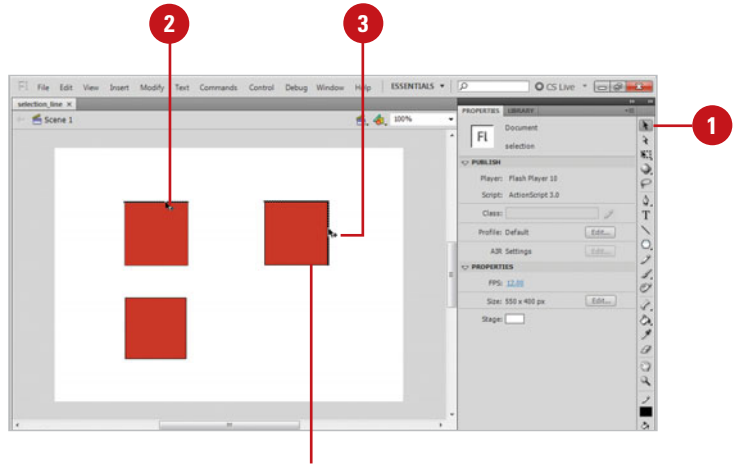 2
3
Fl File Edit View Insert Modify Text Commands Control Debug Window Help ESSENTIALS CS Live
selection_line ×
Scene 1 100%
PROPERTIES LIBRARY
1
Fl Document
selection
PUBLISH
Player: Flash Player 10
Script: ActionScript 3.0
Class:
Profile: Default Edit...
AIR Settings Edit...
PROPERTIES
FPS: 12.00
Size: 550 x 400 px Edit...
Stage:
T